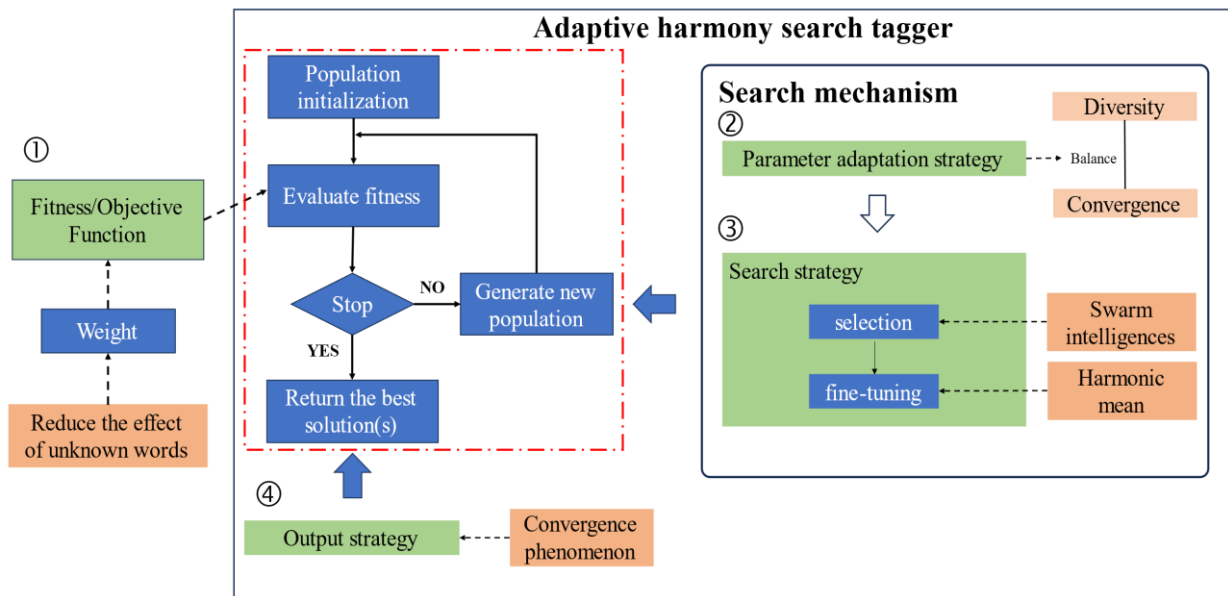 Adaptive harmony search tagger
①
Fitness/Objective
Function
Weight
Reduce the effect
of unknown words
Population
initialization
Evaluate fitness
Stop
NO
Generate new
population
YES
Return the best
solution(s)
④
Output strategy
Convergence
phenomenon
Search mechanism
②
Parameter adaptation strategy
Diversity
Balance
Convergence
③
Search strategy
selection
Swarm
intelligences
fine-tuning
Harmonic
mean